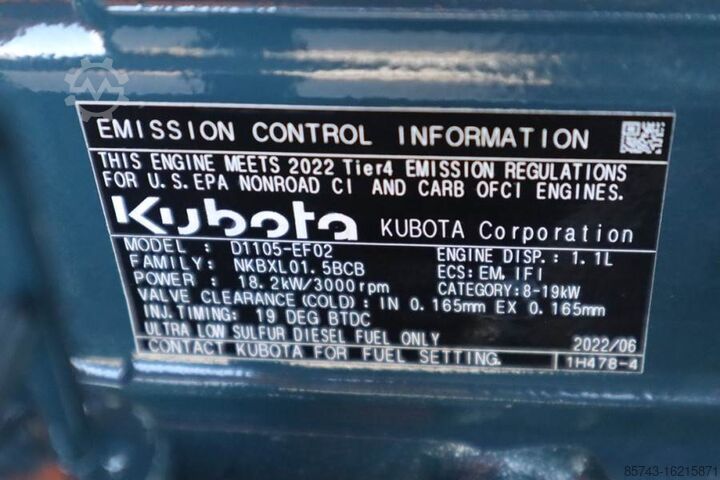 EMISSION CONTROL INFORMATION
THIS ENGINE MEETS 2022 Tier4 EMISSION REGULATIONS
FOR U.S.EPA NONROAD CI AND CARB OFCI ENGINES.
Kubota KUBOTA Corporation
MODEL : D1105-EF02 ENGINE DISP.: 1.1L
FAMILY: NKBXL01.5BCB ECS: EM, IFI
POWER : 18.2kW/3000rpm CATEGORY: 8-19kW
VALVE CLEARANCE(COLD) : IN 0.165mm EX 0.165mm
INJ. TIMING: 19 DEG BTDC
ULTRA LOW SULFUR DIESEL FUEL ONLY 2022/06
CONTACT KUBOTA FOR FUEL SETTING. 1H478-4
85743-16215871